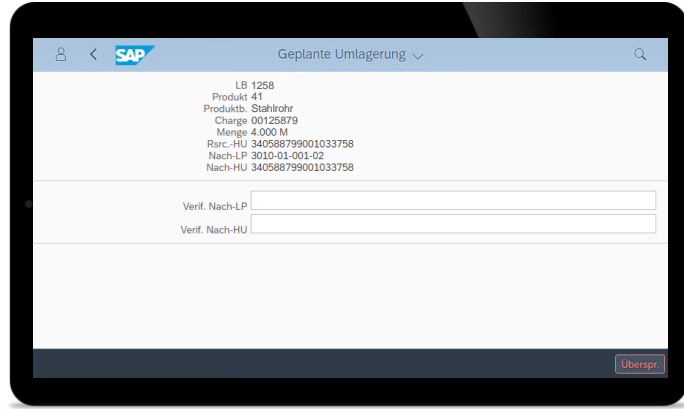 SAP
Geplante Umlagerung
LB 1258
Produkt 41
Produktb. Stahlrohr
Charge 00125879
Menge 4.000 M
Rsrc.-HU 340588799001033758
Nach-LP 3010-01-001-02
Nach-HU 340588799001033758
Verif. Nach-LP
Verif. Nach-HU
Überspr.